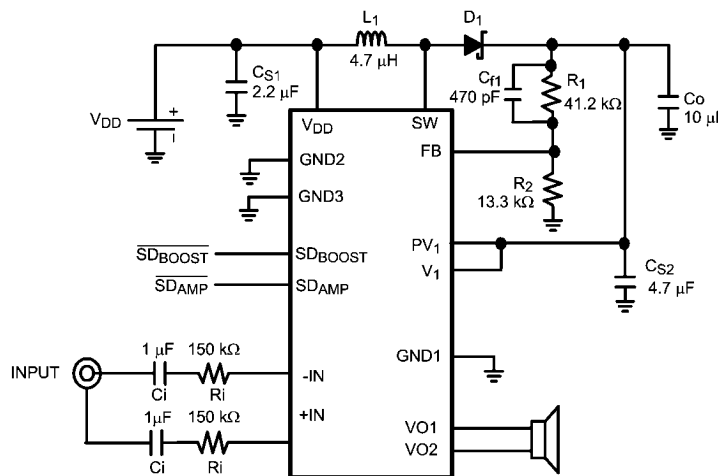 L1
D1
4.7 μH
CS1
2.2 μF
Cf1
470 pF
R1
41.2 kΩ
Co
10 μ
VDD
+
VDD
SW
GND2
FB
R2
13.3 kΩ
GND3
PV1
V1
SDBOOST
SDBOOST
SDAMP
SDAMP
CS2
4.7 μF
GND1
1 μF
150 kΩ
INPUT
-IN
Ci
Ri
1μF
150 kΩ
+IN
Ci
Ri
VO1
VO2